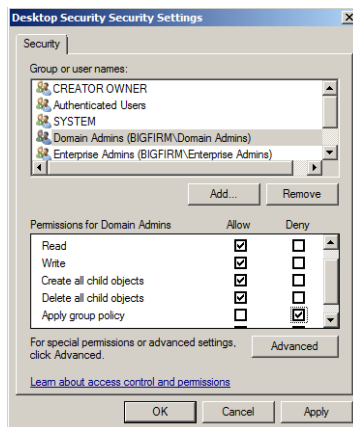 Desktop Security Security Settings
Security
Group or user names:
CREATOR OWNER
Authenticated Users
SYSTEM
Domain Admins (BIGFIRM\Domain Admins)
Enterprise Admins (BIGFIRM\Enterprise Admins)
Add... Remove
Permissions for Domain Admins Allow Deny
Read
Write
Create all child objects
Delete all child objects
Apply group policy
For special permissions or advanced settings,
click Advanced.
Advanced
Learn about access control and permissions
OK Cancel Apply